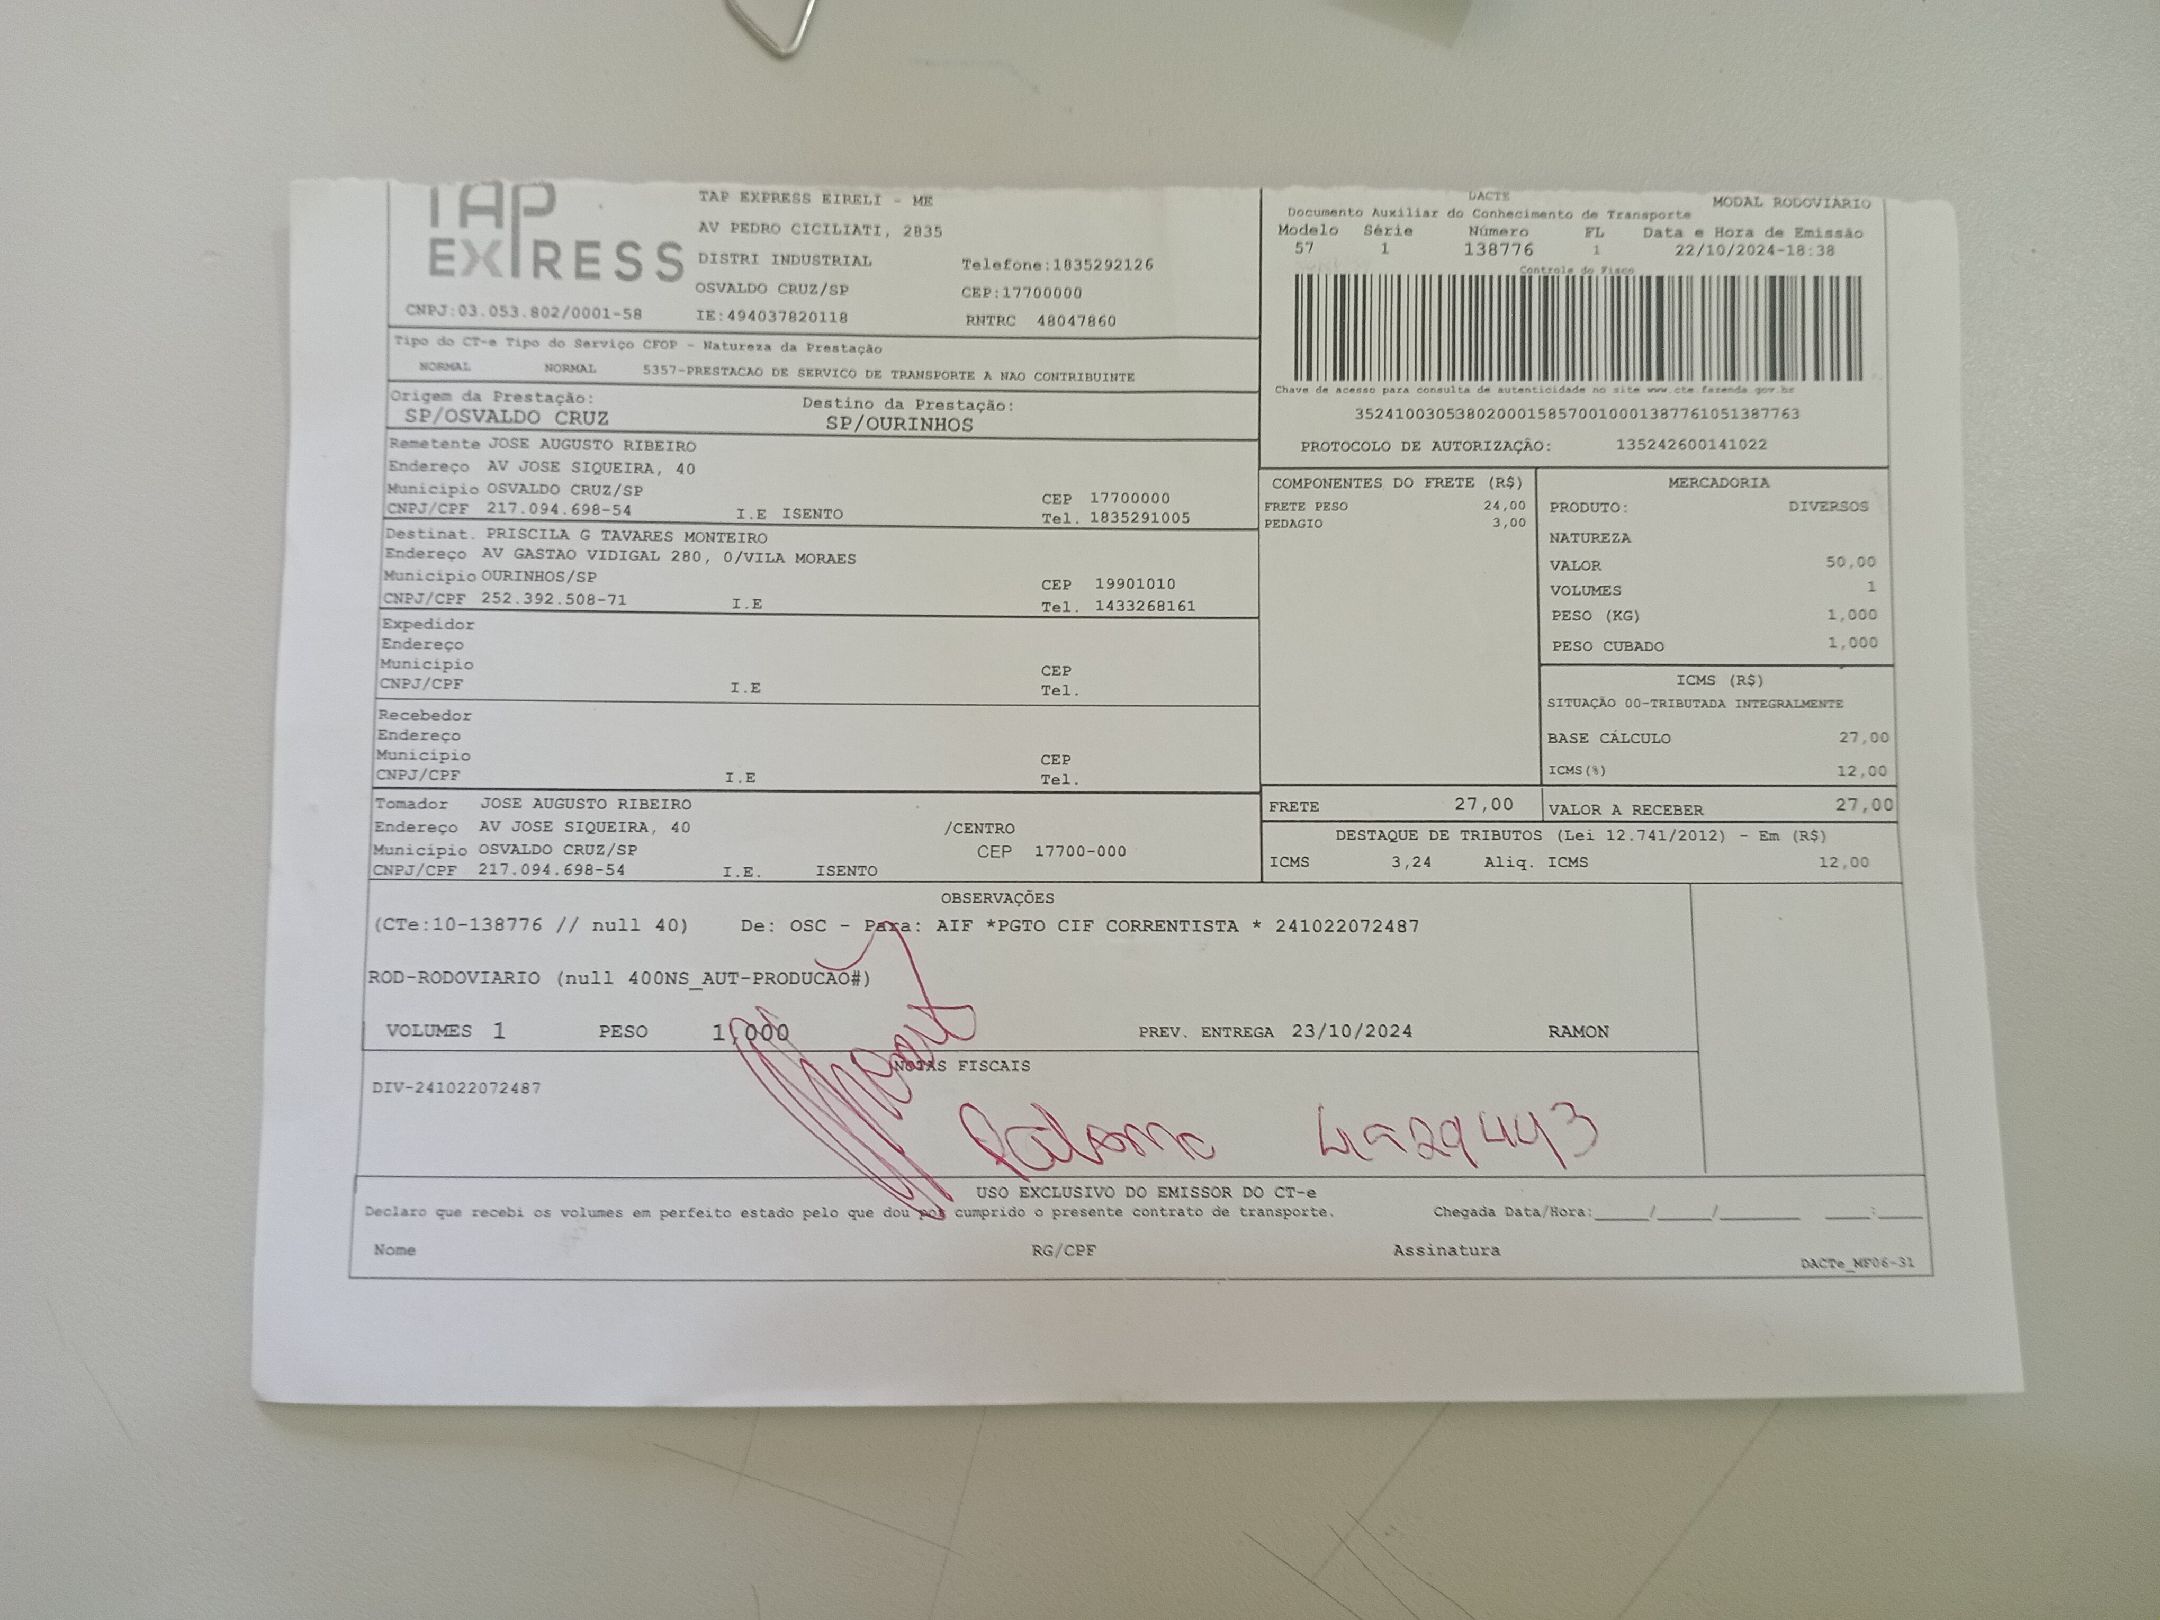 TAP
EXPRESS
CNPJ:03.053.802/0001-58
TAP EXPRESS EIRELI - ME
AV PEDRO CICILIATI, 2835
DISTRI INDUSTRIAL Telefone:1835292126
OSVALDO CRUZ/SP CEP:17700000
IE:494037820118 RNTRC 48047860
DACTE MODAL RODOVIÁRIO
Documento Auxiliar do Conhecimento de Transporte
Modelo Série Número FL Data e Hora de Emissão
57 1 138776 1 22/10/2024-18:38
Controle do Fisco
Chave de acesso para consulta de autenticidade no site www.cte.fazenda.gov.br
35241003053802000158570010001387761051387763
PROTOCOLO DE AUTORIZAÇÃO: 135242600141022
Tipo do CT-e Tipo do Serviço CFOP - Natureza da Prestação
NORMAL NORMAL 5357-PRESTACAO DE SERVICO DE TRANSPORTE A NAO CONTRIBUINTE
Origem da Prestação: Destino da Prestação:
SP/OSVALDO CRUZ SP/OURINHOS
Remetente JOSE AUGUSTO RIBEIRO
Endereço AV JOSE SIQUEIRA, 40
Municipio OSVALDO CRUZ/SP CEP 17700000
CNPJ/CPF 217.094.698-54 I.E ISENTO Tel. 1835291005
Destinat. PRISCILA G TAVARES MONTEIRO
Endereço AV GASTAO VIDIGAL 280, 0/VILA MORAES
Municipio OURINHOS/SP CEP 19901010
CNPJ/CPF 252.392.508-71 I.E Tel. 1433268161
Expedidor
Endereço
Municipio CEP
CNPJ/CPF I.E Tel.
Recebedor
Endereço
Municipio CEP
CNPJ/CPF I.E Tel.
Tomador JOSE AUGUSTO RIBEIRO
Endereço AV JOSE SIQUEIRA, 40 /CENTRO
Municipio OSVALDO CRUZ/SP CEP 17700-000
CNPJ/CPF 217.094.698-54 I.E. ISENTO
COMPONENTES DO FRETE (R$)
FRETE PESO 24,00
PEDAGIO 3,00
MERCADORIA
PRODUTO: DIVERSOS
NATUREZA
VALOR 50,00
VOLUMES 1
PESO (KG) 1,000
PESO CUBADO 1,000
ICMS (R$)
SITUAÇÃO 00-TRIBUTADA INTEGRALMENTE
BASE CÁLCULO 27,00
ICMS(%) 12,00
FRETE 27,00 VALOR A RECEBER 27,00
DESTAQUE DE TRIBUTOS (Lei 12.741/2012) - Em (R$)
ICMS 3,24 Aliq. ICMS 12,00
OBSERVAÇÕES
(CTe:10-138776 // null 40) De: OSC - Para: AIF *PGTO CIF CORRENTISTA * 241022072487
ROD-RODOVIARIO (null 400NS_AUT-PRODUCAO#)
VOLUMES 1 PESO 1,000 PREV. ENTREGA 23/10/2024 RAMON
NOTAS FISCAIS
DIV-241022072487
USO EXCLUSIVO DO EMISSOR DO CT-e
Declaro que recebi os volumes em perfeito estado pelo que dou por cumprido o presente contrato de transporte. Chegada Data/Hora:____/____/______ ___:___
Nome RG/CPF Assinatura
DACTe_MF06-31